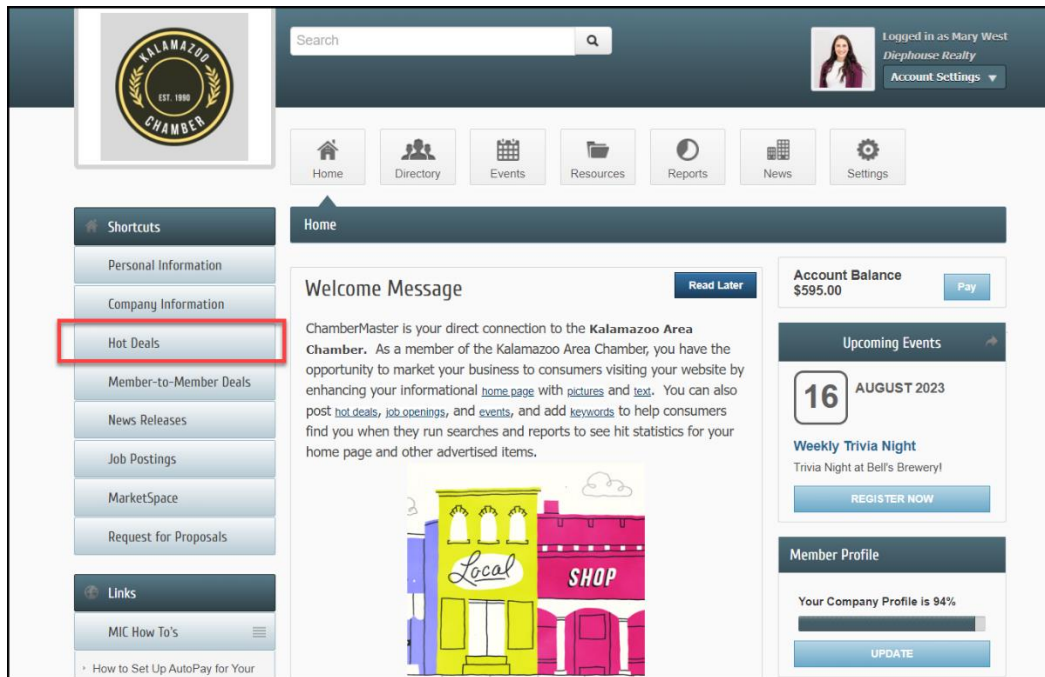 KALAMAZOO
EST. 1990
CHAMBER
Search
Logged in as Mary West
Diephouse Realty
Account Settings
Home
Directory
Events
Resources
Reports
News
Settings
Shortcuts
Personal Information
Company Information
Hot Deals
Member-to-Member Deals
News Releases
Job Postings
MarketSpace
Request for Proposals
Links
MIC How To's
How to Set Up AutoPay for Your
Home
Welcome Message
Read Later
ChamberMaster is your direct connection to the Kalamazoo Area
Chamber. As a member of the Kalamazoo Area Chamber, you have the
opportunity to market your business to consumers visiting your website by
enhancing your informational home page with pictures and text. You can also
post hot deals, job openings, and events, and add keywords to help consumers
find you when they run searches and reports to see hit statistics for your
home page and other advertised items.
Local
SHOP
Account Balance
$595.00
Pay
Upcoming Events
16
AUGUST 2023
Weekly Trivia Night
Trivia Night at Bell's Brewery!
REGISTER NOW
Member Profile
Your Company Profile is 94%
UPDATE